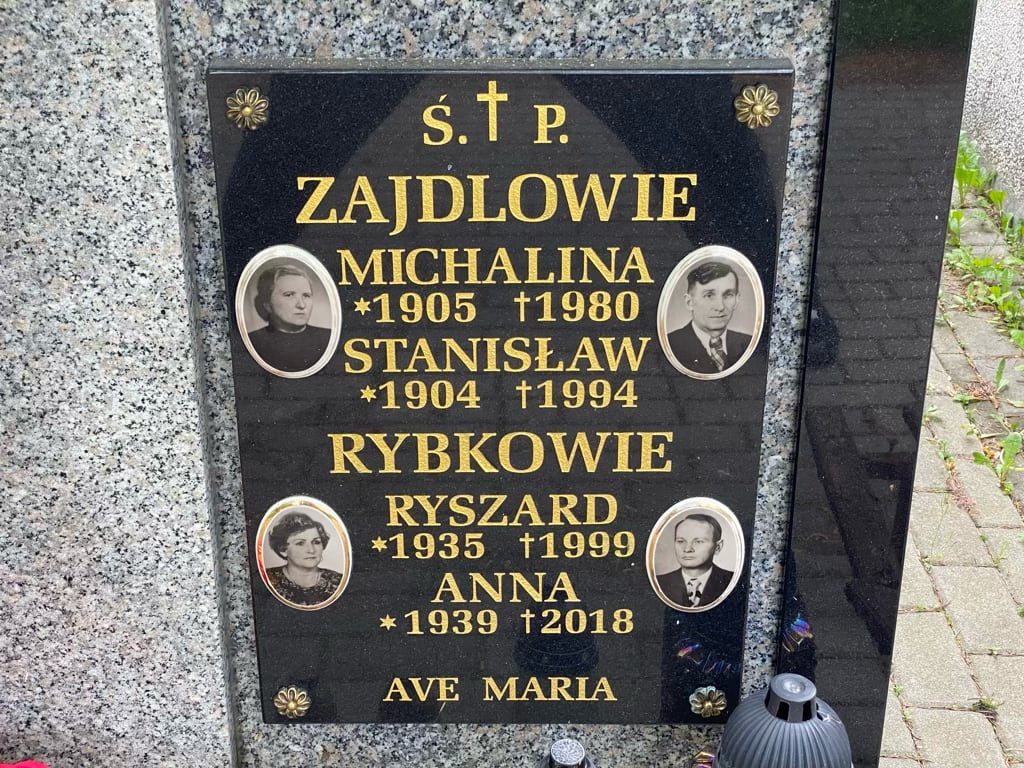 Ś. † P.
ZAJDLOWIE
MICHALINA
*1905 †1980
STANISŁAW
*1904 †1994
RYBKOWIE
RYSZARD
*1935 †1999
ANNA
*1939 †2018
AVE MARIA